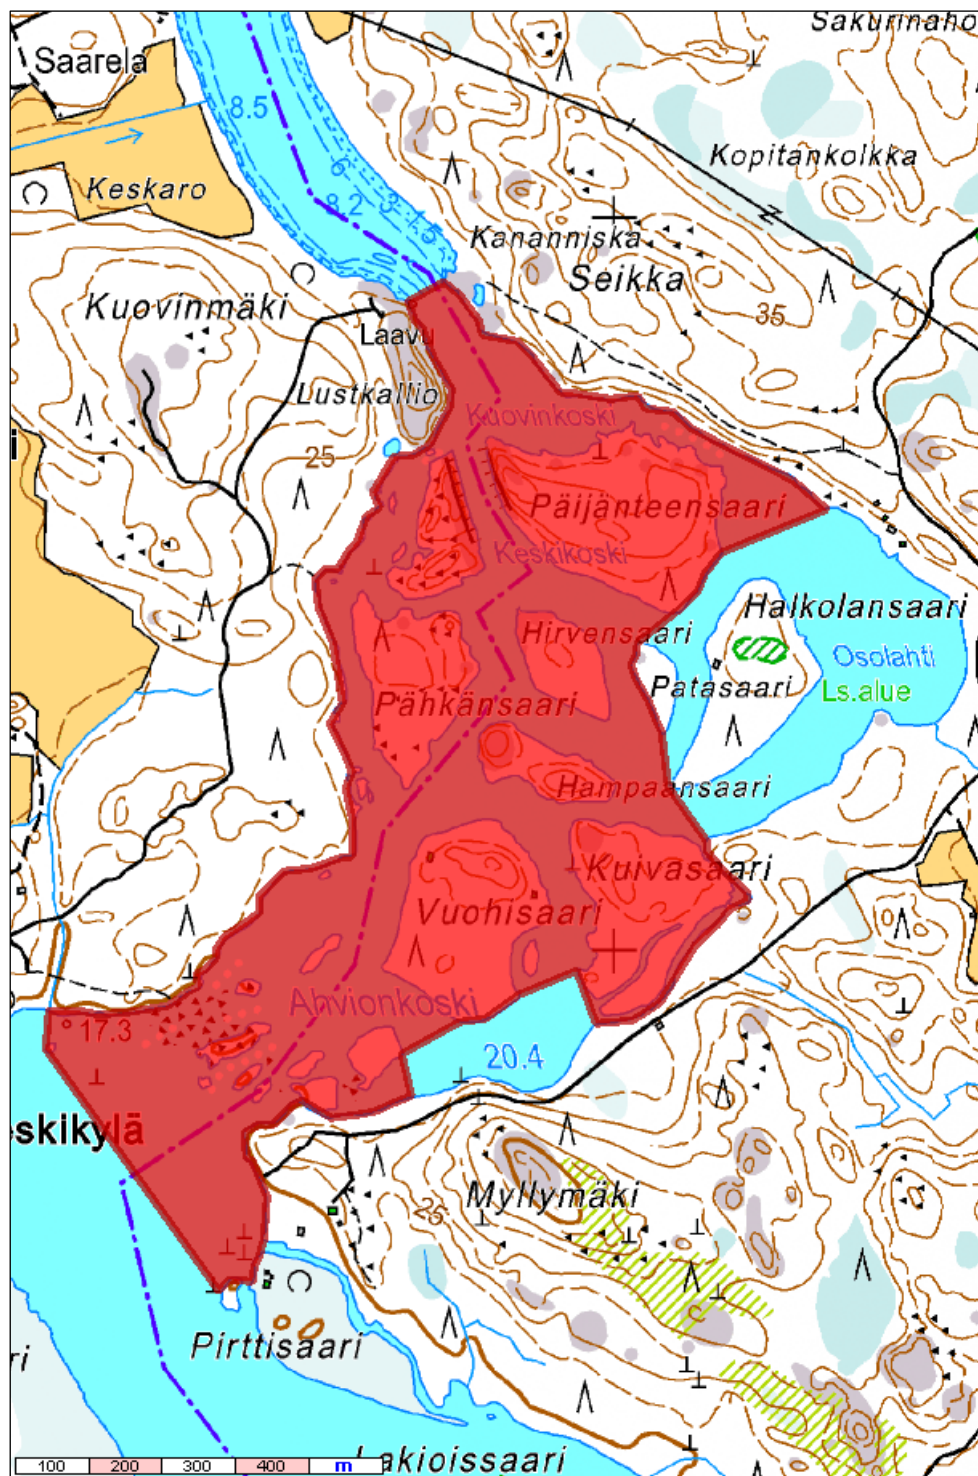 Sakurinaho
Saarela
8.5
Kopitankolkka
6
Keskaro
8.2
3
1.5
Kananniska
Seikka
Kuovinmäki
35
Laavu
Lustkallio
Kuovinkoski
25
Päijänteensaari
Keskikoski
Halkolansaari
Hirvensaari
Osolahti
Patasaari
Ls.alue
Pähkänsaari
Hampaansaari
Kuivasaari
Vuohisaari
Ahvionkoski
17.3
20.4
skikylä
Myllymäki
25
Pirttisaari
ri
akioissaari
100 200 300 400 m